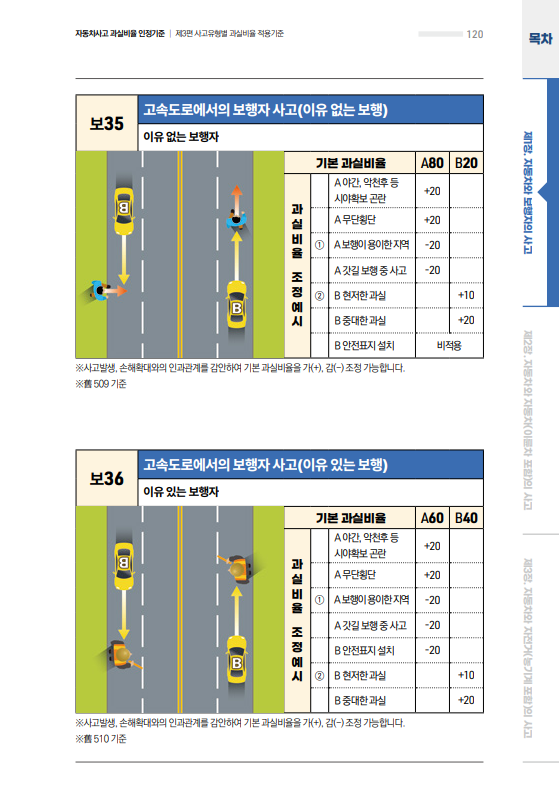 자동차사고 과실비율 인정기준 | 제3편 사고유형별 과실비율 적용기준
120
목차
보35
고속도로에서의 보행자 사고(이유 없는 보행)
이유 없는 보행자
기본 과실비율 A80 B20
과실비율 조정예시
A 야간, 악천후 등
시야확보 곤란 +20
A 무단횡단 +20
① A 보행이 용이한 지역 -20
A 갓길 보행 중 사고 -20
② B 현저한 과실 +10
B 중대한 과실 +20
B 안전표지 설치 비적용
B
B
※사고발생, 손해확대와의 인과관계를 감안하여 기본 과실비율을 가(+), 감(-) 조정 가능합니다.
※舊 509 기준
보36
고속도로에서의 보행자 사고(이유 있는 보행)
이유 있는 보행자
기본 과실비율 A60 B40
과실비율 조정예시
A 야간, 악천후 등
시야확보 곤란 +20
A 무단횡단 +20
① A 보행이 용이한 지역 -20
A 갓길 보행 중 사고 -20
B 안전표지 설치 -20
② B 현저한 과실 +10
B 중대한 과실 +20
B
B
※사고발생, 손해확대와의 인과관계를 감안하여 기본 과실비율을 가(+), 감(-) 조정 가능합니다.
※舊 510 기준
제1장. 자동차와 보행자의 사고
제2장. 자동차와 자동차(이륜차 포함)의 사고
제3장. 자동차와 자전거(농기계 포함)의 사고